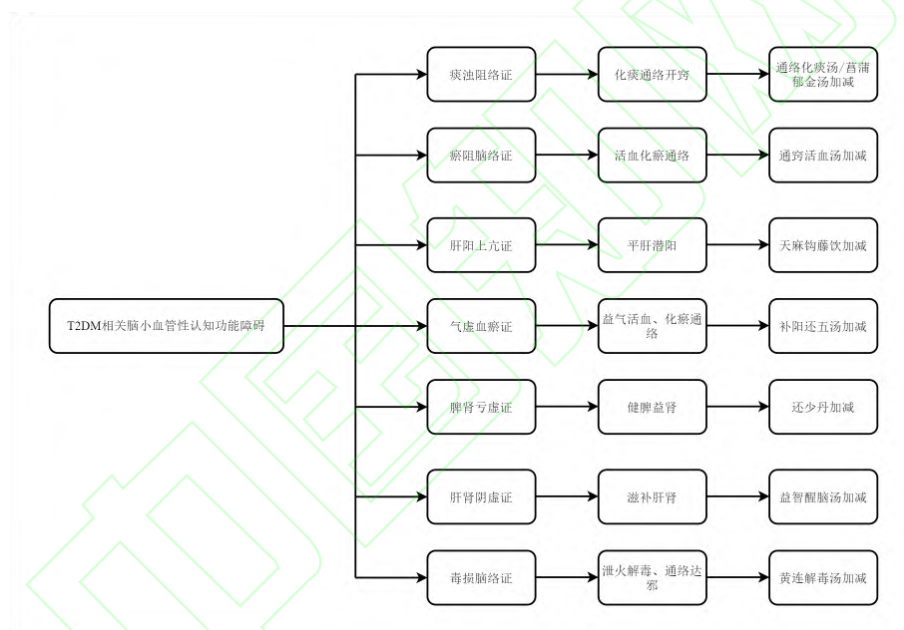 痰浊阻络证
化痰通络开窍
通络化痰汤/菖蒲
郁金汤加减
瘀阻脑络证
活血化瘀通络
通窍活血汤加减
肝阳上亢证
平肝潜阳
天麻钩藤饮加减
T2DM相关脑小血管性认知功能障碍
气虚血瘀证
益气活血、化瘀通
络
补阳还五汤加减
脾肾亏虚证
健脾益肾
还少丹加减
肝肾阴虚证
滋补肝肾
益智醒脑汤加减
毒损脑络证
泄火解毒、通络达
邪
黄连解毒汤加减